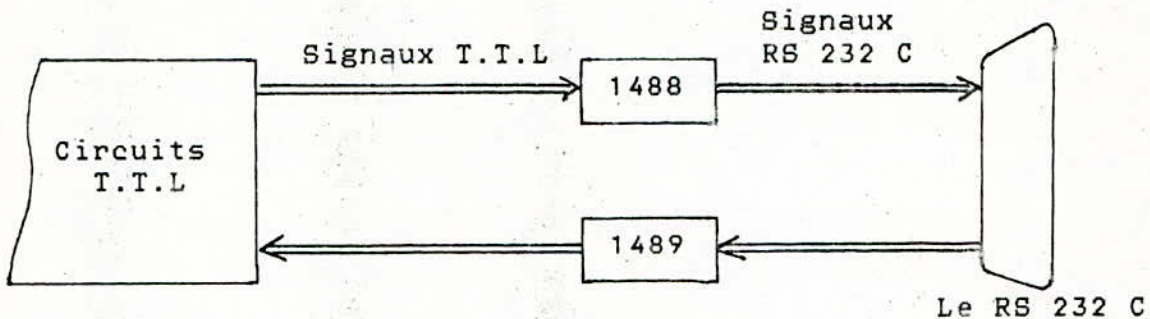 Signaux T.T.L
Signaux
RS 232 C
1488
Circuits
T.T.L
1489
Le RS 232 C